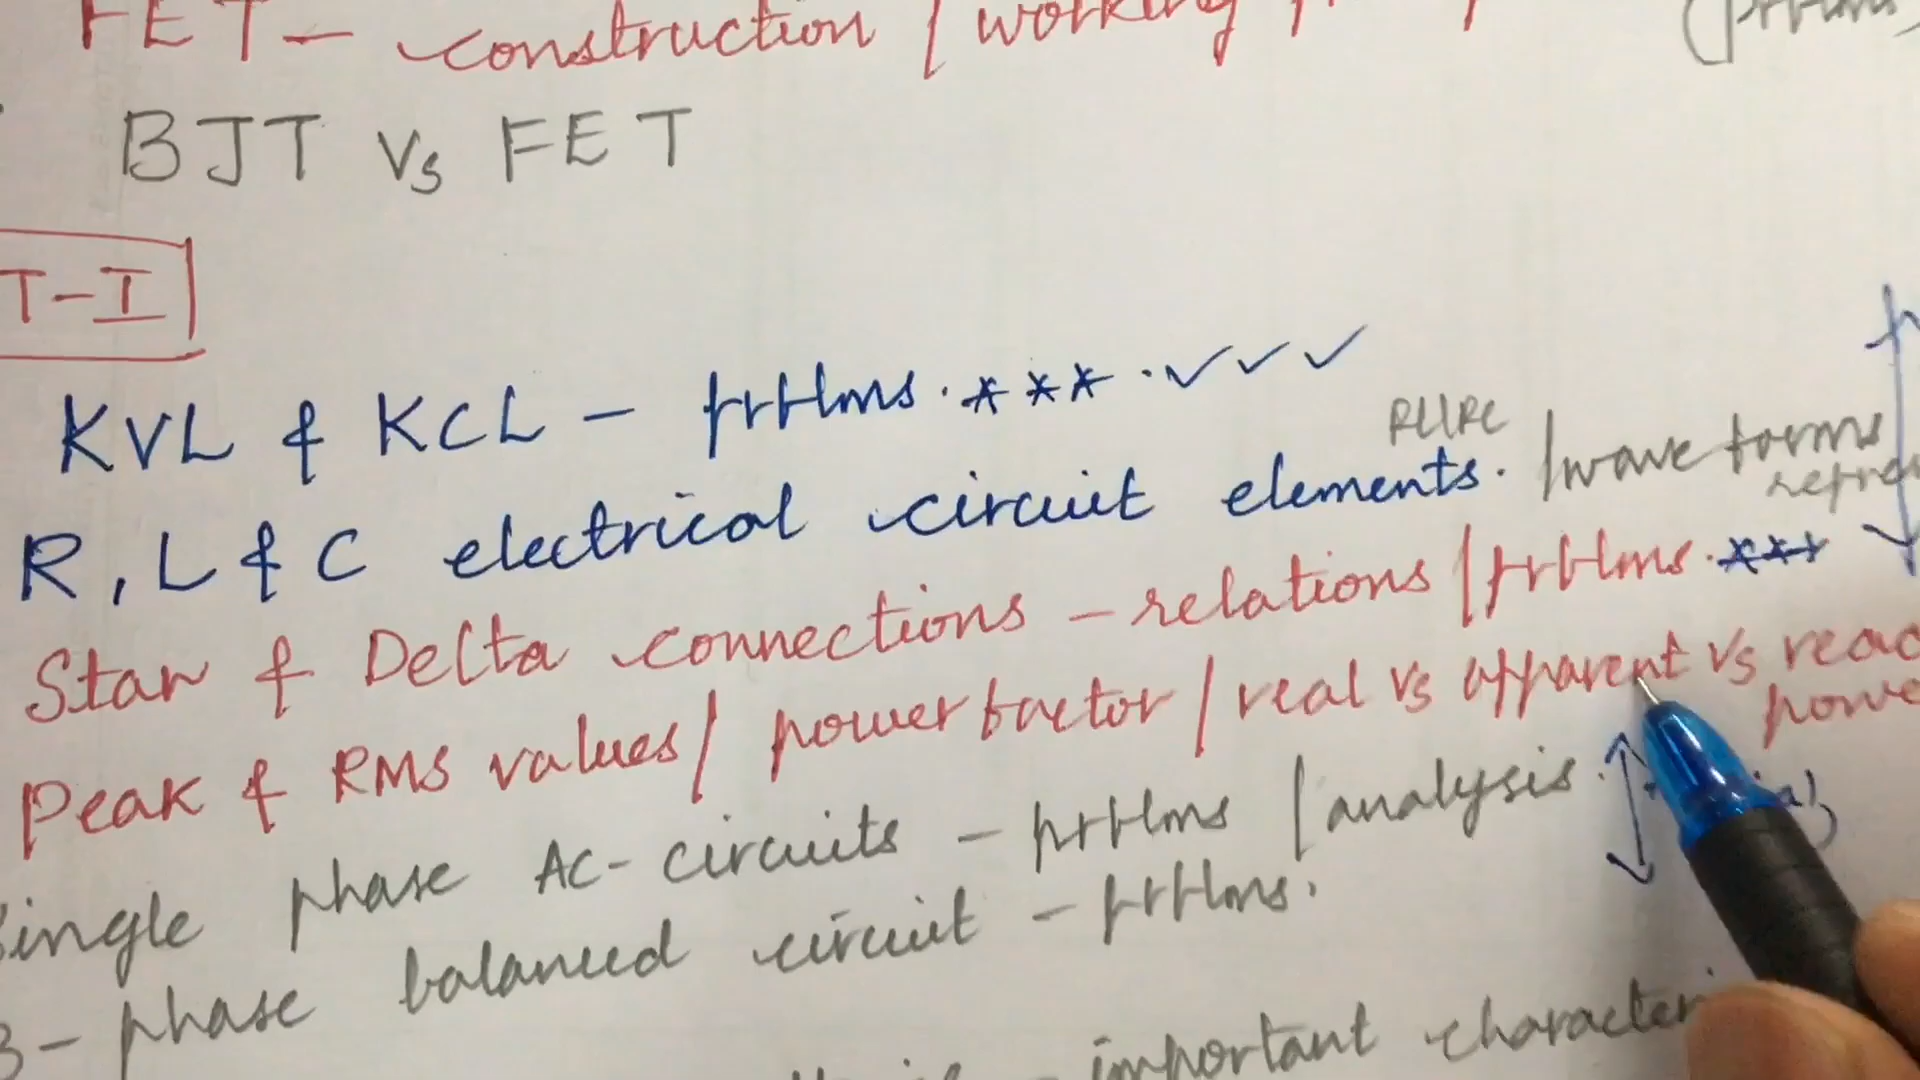 FET - construction / working
BJT Vs FET
T-I
KVL & KCL - prblms. *** . ✓ ✓ ✓
R, L & C electrical circuit elements. / wave forms
Star & Delta connections - relations / prblms. ***
Peak & RMS values / power factor / real vs apparent vs reac
powe
Single phase AC-circuits - prblms / analysis.
3 - phase balanced circuit - prblms.
- important character